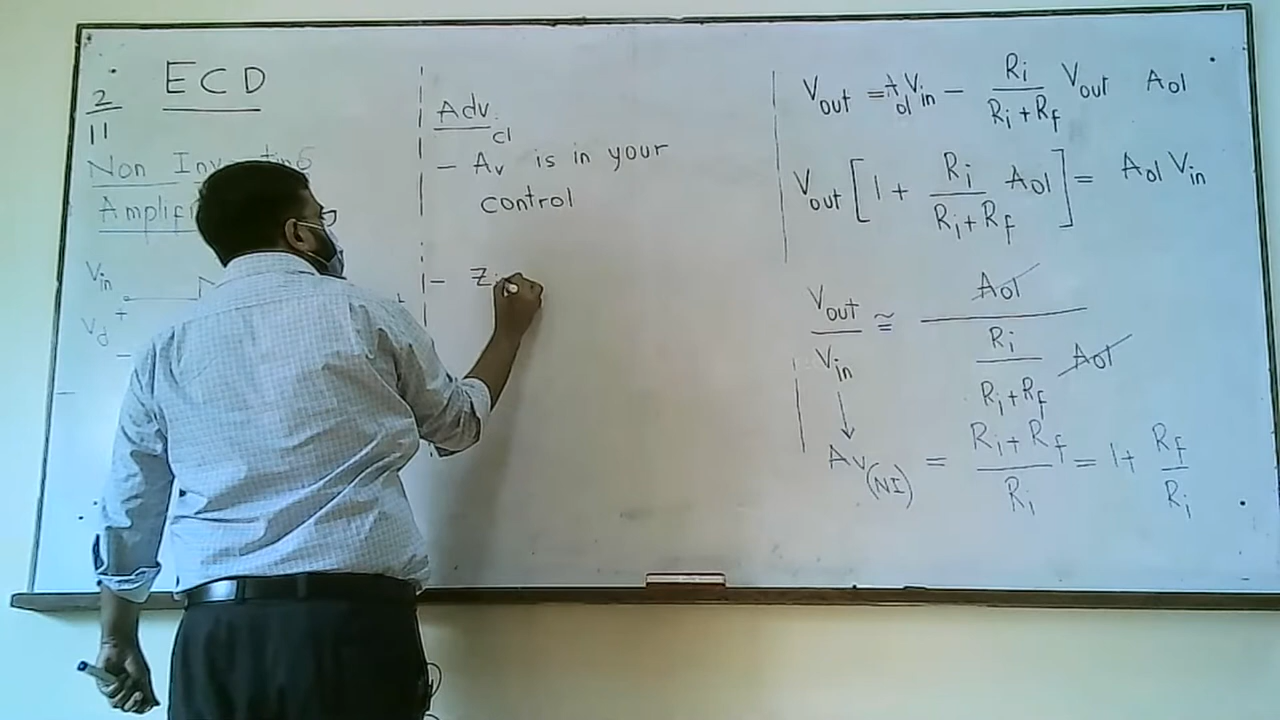 ECD
2/11
Non Inverting
Amplifi
Vin
+
Vd
−
Adv.
− Av cl is in your
control
− Zi
Vout = Aol Vin − Ri/(Ri+Rf) Vout Aol
Vout [1 + Ri/(Ri+Rf) Aol] = Aol Vin
Vout/Vin ≅ Aol / (Ri/(Ri+Rf) Aol)
↓
Av(NI) = (Ri+Rf)/Ri = 1+ Rf/Ri